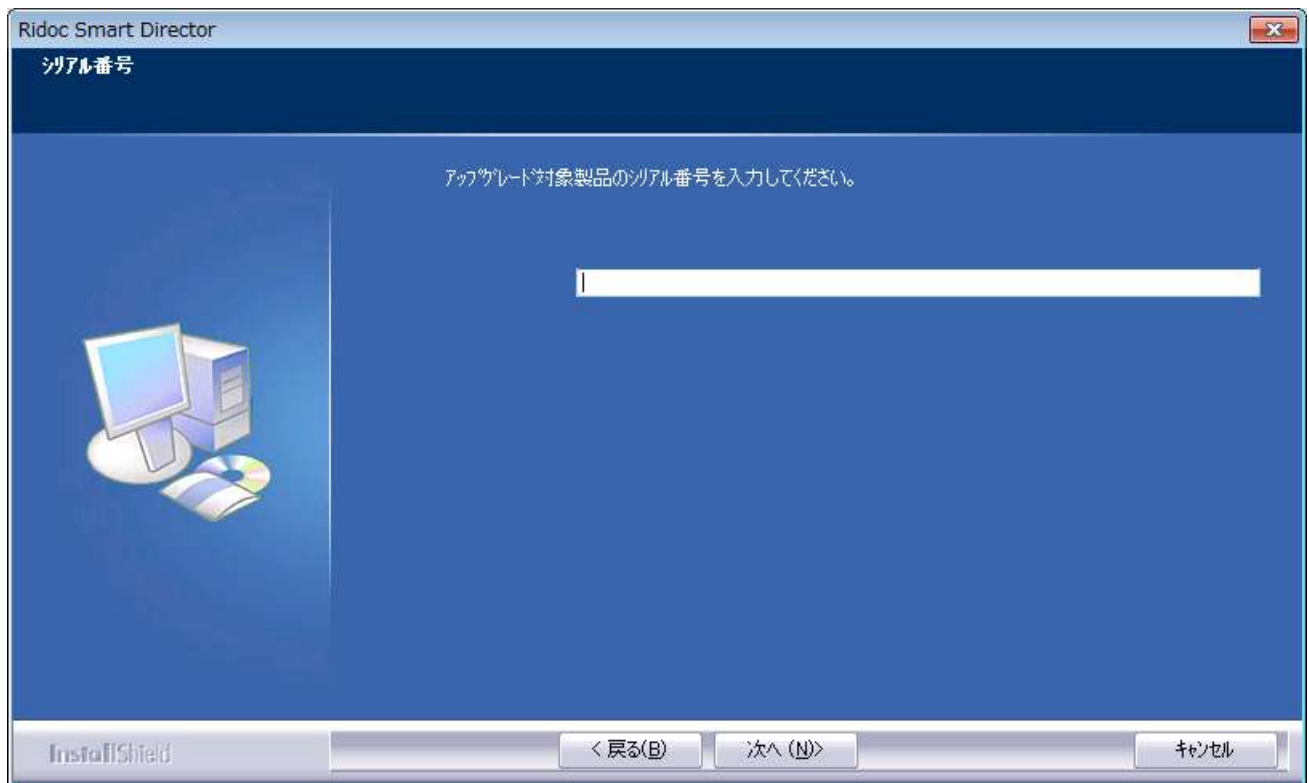 Ridoc Smart Director
シリアル番号
アップグレード対象製品のシリアル番号を入力してください。
InstallShield
< 戻る(B)
次へ (N)>
キャンセル